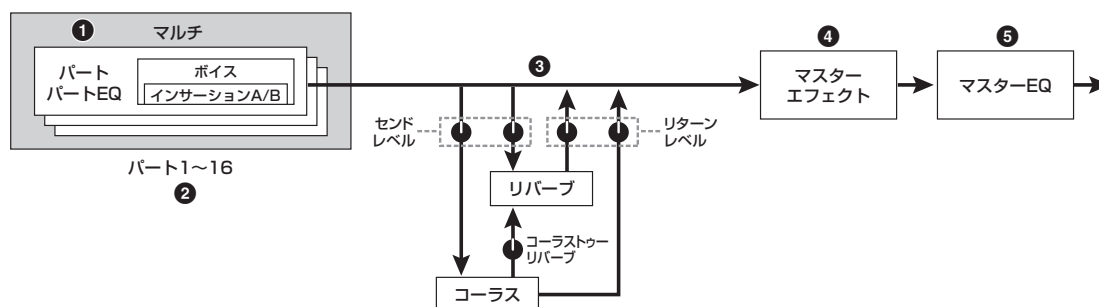 ❶
マルチ
パート
パートEQ
ボイス
インサーションA/B
パート1〜16
❷
❸
センド
レベル
リターン
レベル
リバーブ
コーラストゥー
リバーブ
コーラス
❹
マスター
エフェクト
❺
マスターEQ